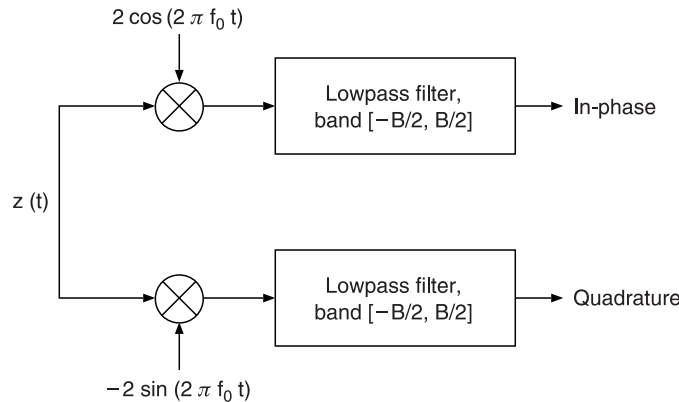 2 cos (2 π f₀ t)
Lowpass filter,
band [−B/2, B/2]
In-phase
z (t)
Lowpass filter,
band [−B/2, B/2]
Quadrature
−2 sin (2 π f₀ t)